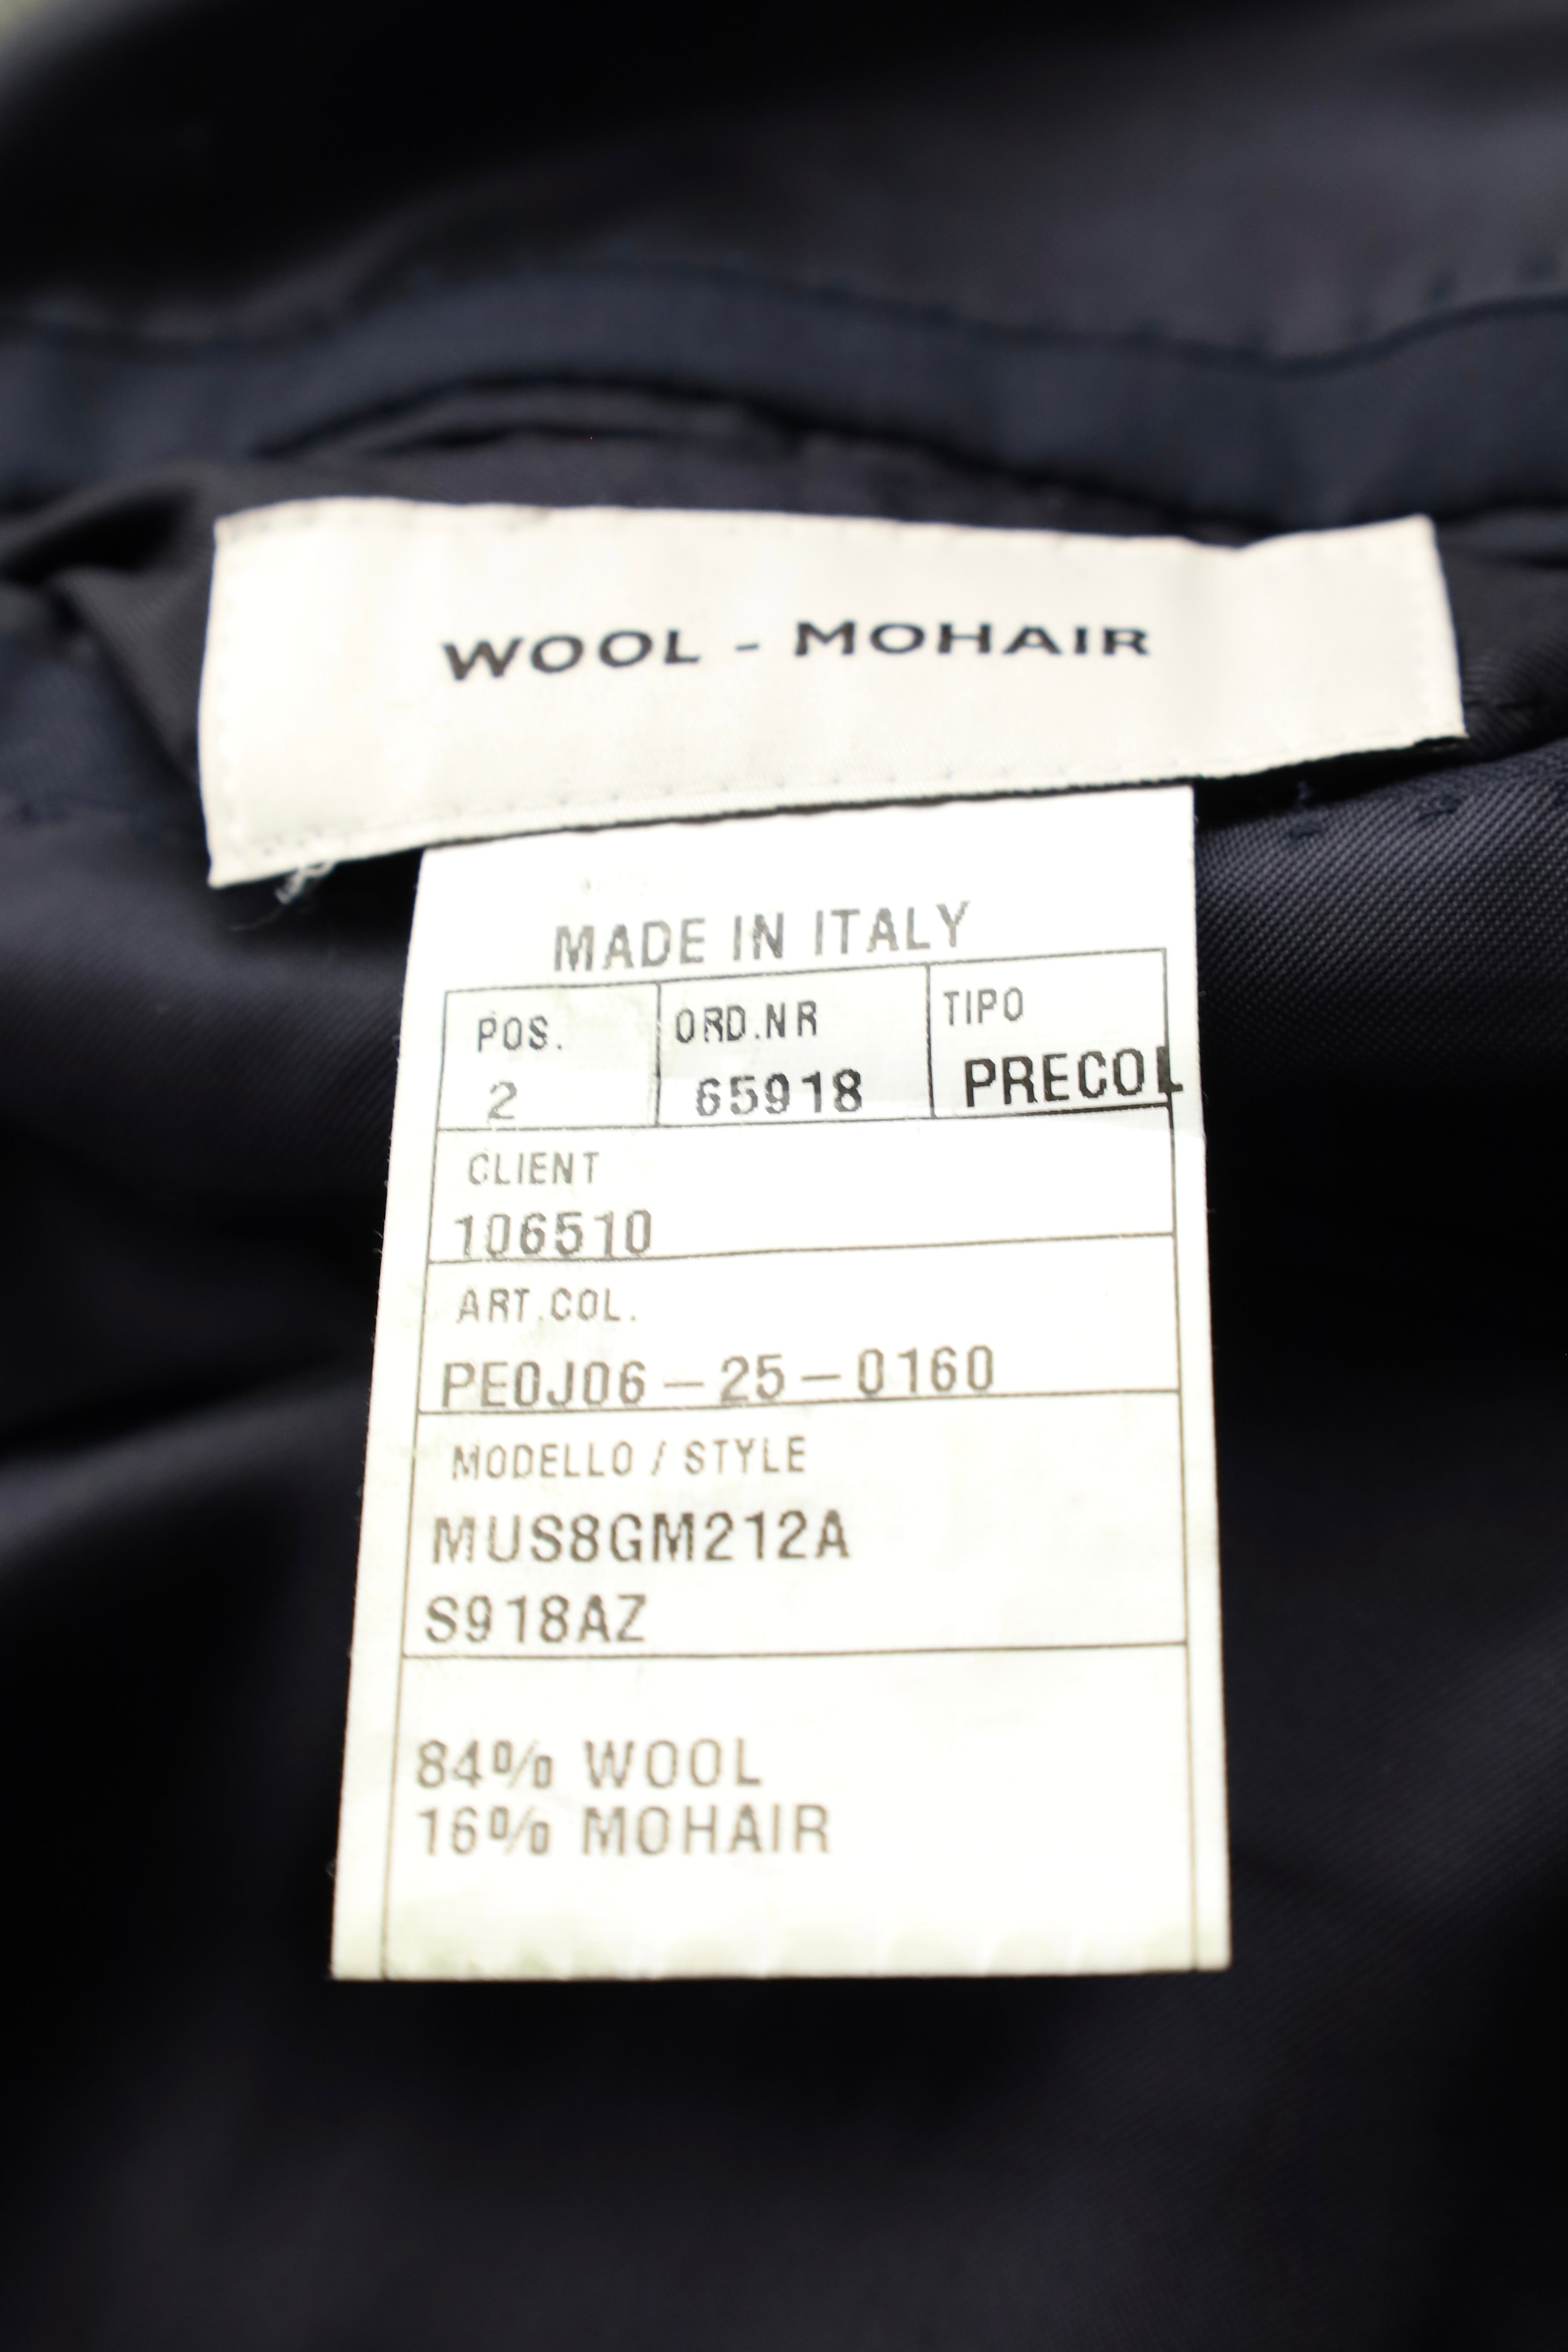 WOOL - MOHAIR
MADE IN ITALY
POS. ORD.NR TIPO
2 65918 PRECOL
CLIENT
106510
ART.COL.
PE0J06-25-0160
MODELLO / STYLE
MUS8GM212A
S918AZ
84% WOOL
16% MOHAIR